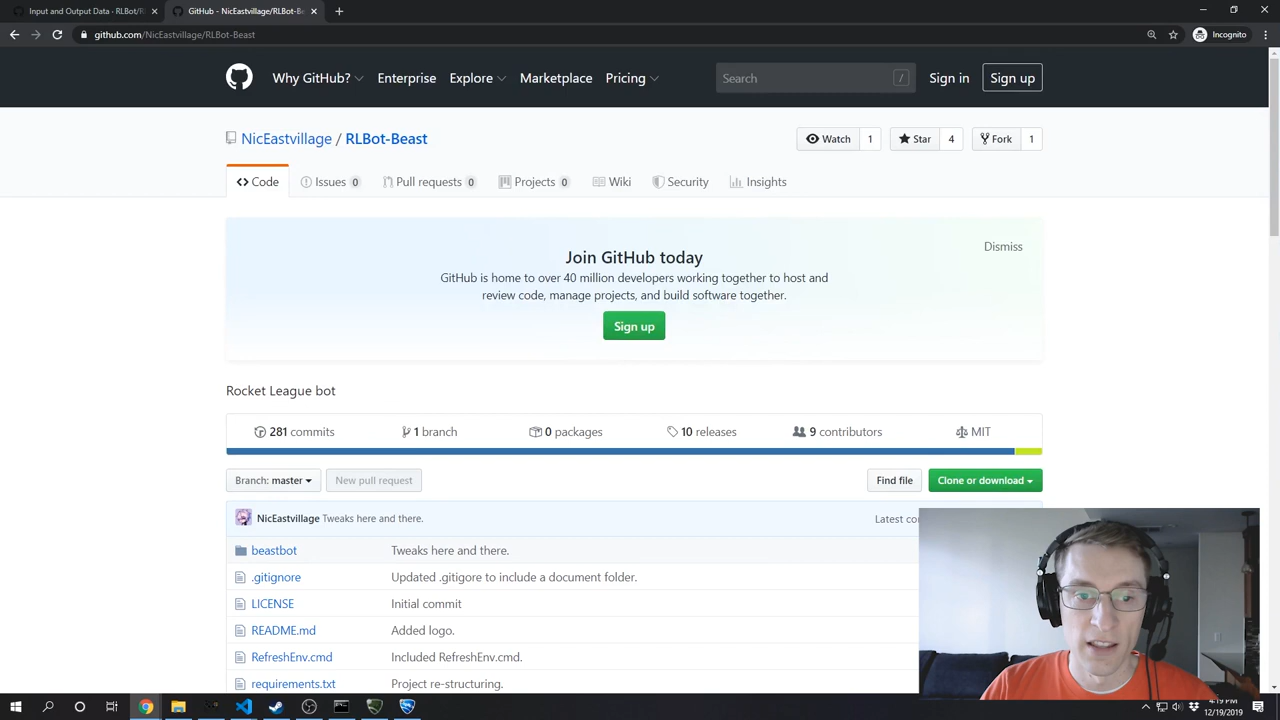 Input and Output Data - RLBot/R
GitHub - NicEastvillage/RLBot-Be
github.com/NicEastvillage/RLBot-Beast
Incognito
Why GitHub?
Enterprise
Explore
Marketplace
Pricing
Search
/
Sign in
Sign up
NicEastvillage / RLBot-Beast
Watch 1
Star 4
Fork 1
Code
Issues 0
Pull requests 0
Projects 0
Wiki
Security
Insights
Dismiss
Join GitHub today
GitHub is home to over 40 million developers working together to host and
review code, manage projects, and build software together.
Sign up
Rocket League bot
281 commits
1 branch
0 packages
10 releases
9 contributors
MIT
Branch: master
New pull request
Find file
Clone or download
NicEastvillage Tweaks here and there.
Latest co
beastbot Tweaks here and there.
.gitignore Updated .gitigore to include a document folder.
LICENSE Initial commit
README.md Added logo.
RefreshEnv.cmd Included RefreshEnv.cmd.
requirements.txt Project re-structuring.
4:19 PM
12/19/2019